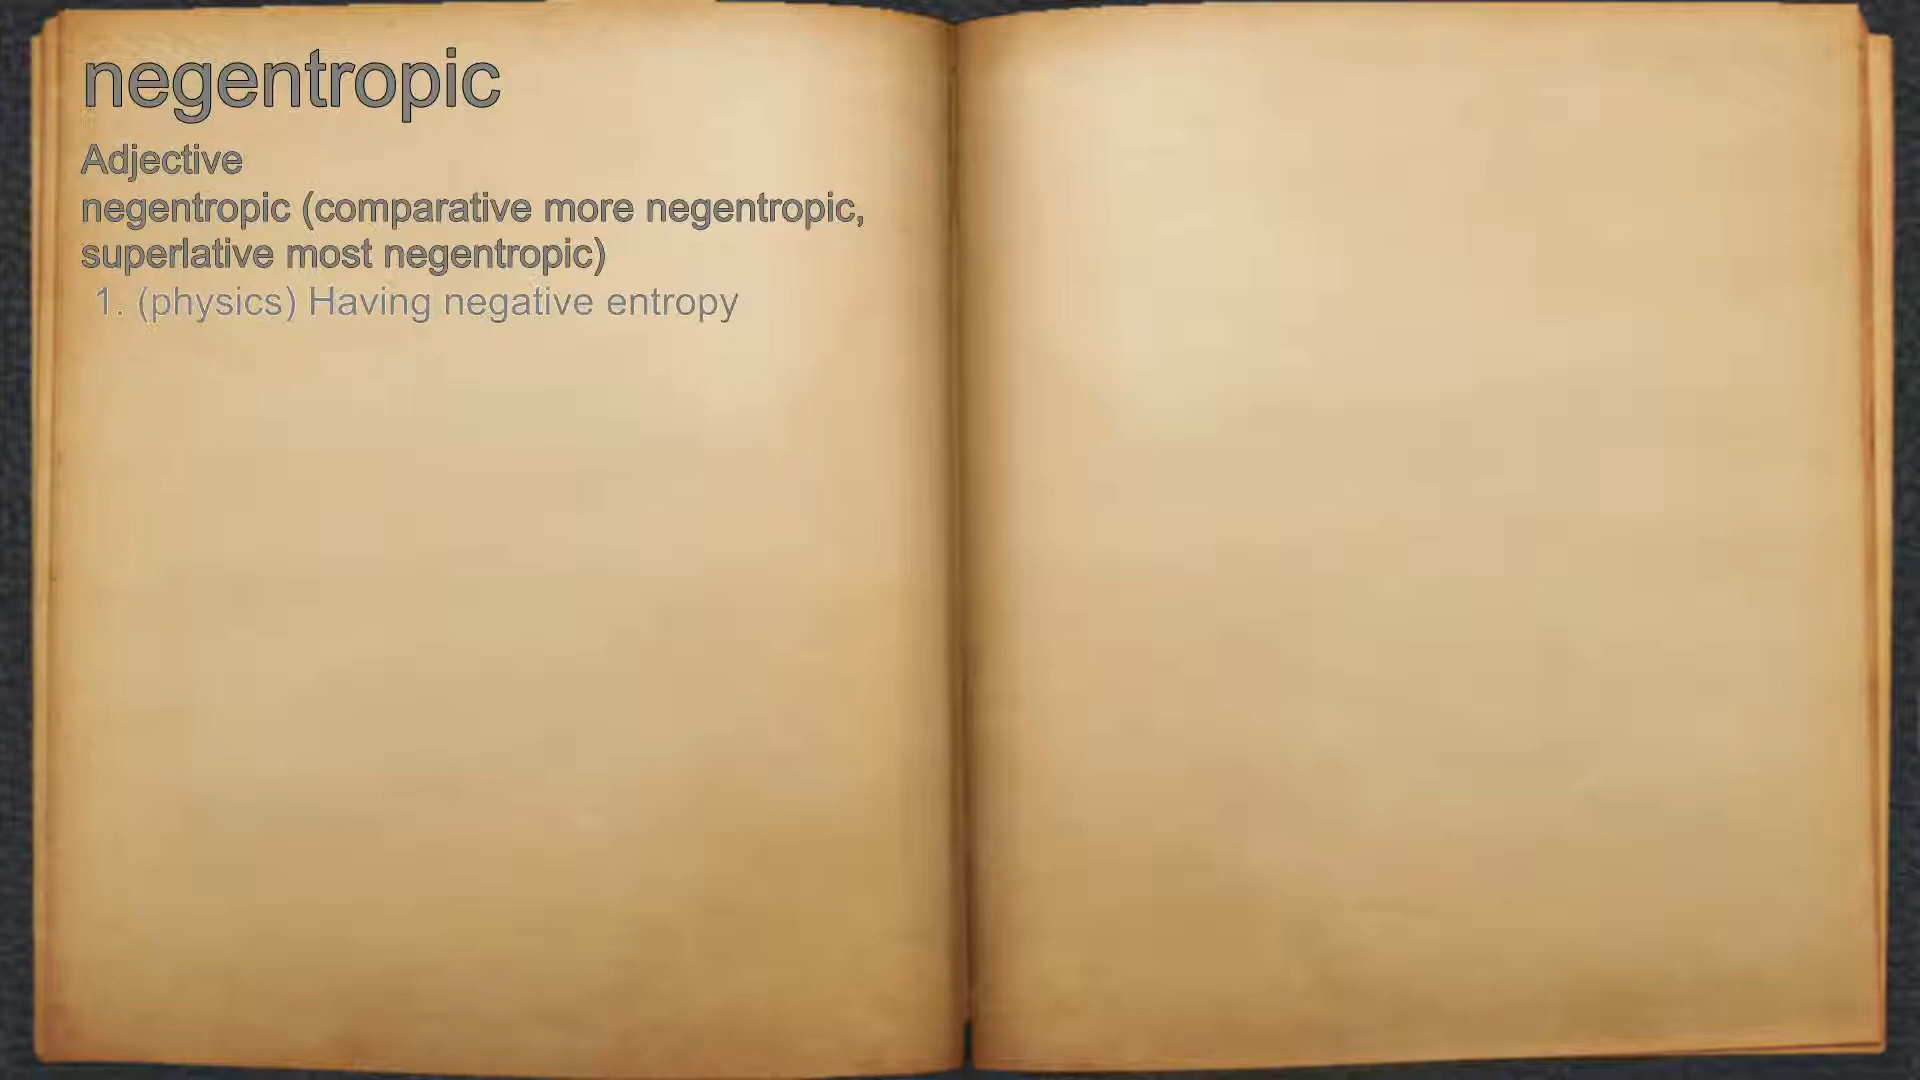 negentropic
Adjective
negentropic (comparative more negentropic,
superlative most negentropic)
1. (physics) Having negative entropy